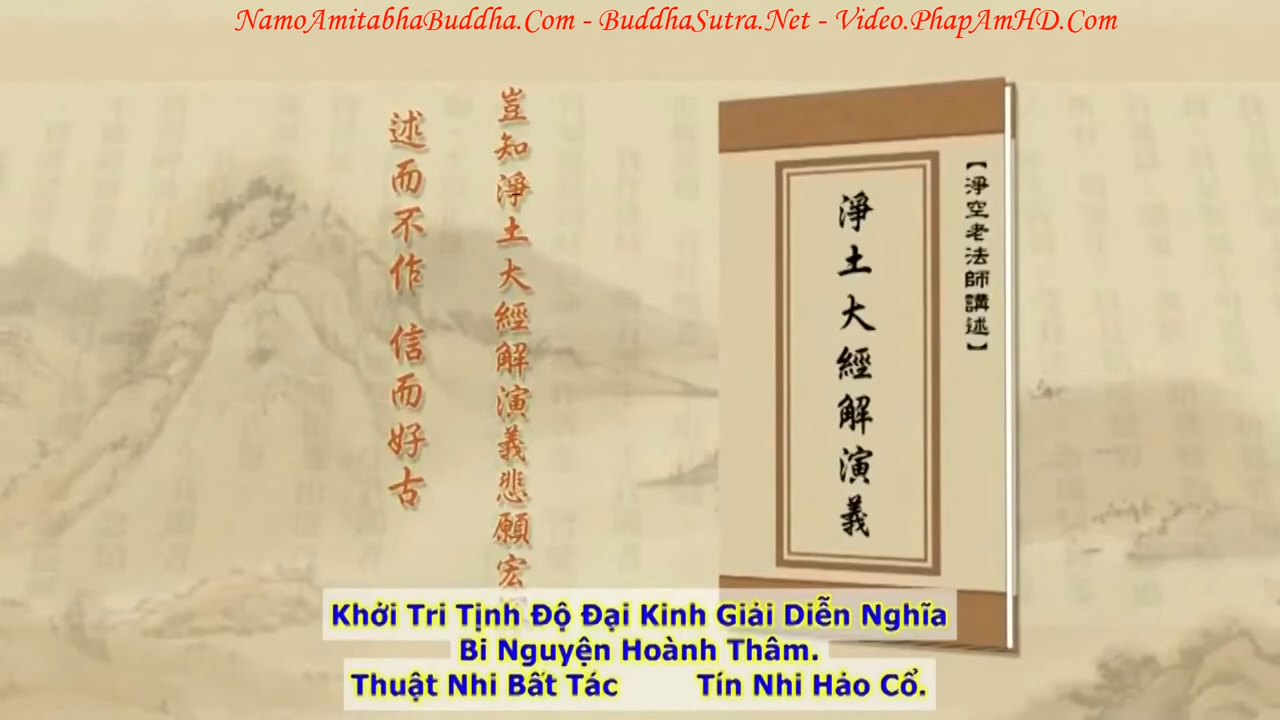 NamoAmitabhaBuddha.Com - BuddhaSutra.Net - Video.PhapAmHD.Com
【淨空老法師講述】
淨土大經解演義
豈知淨土大經解演義悲願宏
述而不作 信而好古
Khởi Tri Tịnh Độ Đại Kinh Giải Diễn Nghĩa
Bi Nguyện Hoành Thâm.
Thuật Nhi Bất Tác Tín Nhi Hảo Cổ.